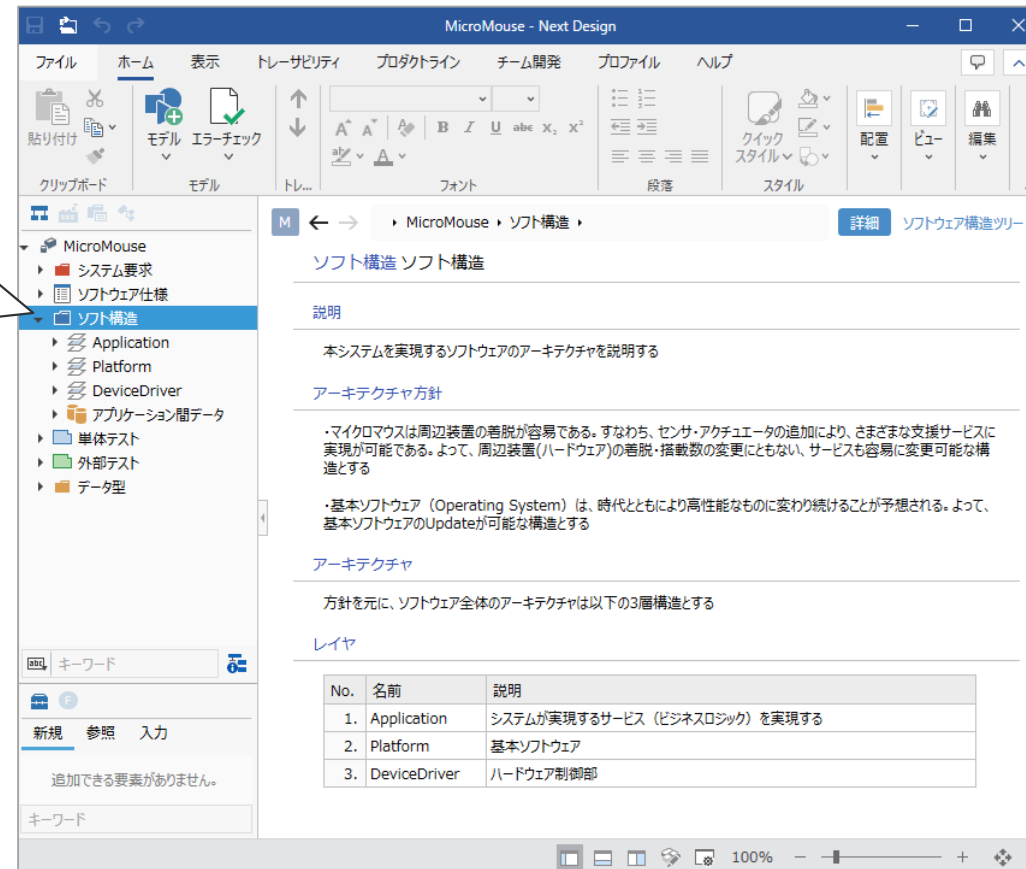 MicroMouse - Next Design
ファイル ホーム 表示 トレーサビリティ プロダクトライン チーム開発 プロファイル ヘルプ
貼り付け モデル エラーチェック A A B I U abc X₂ X² クイック スタイル 配置 ビュー 編集
クリップボード モデル トレ... フォント 段落 スタイル
MicroMouse
システム要求
ソフトウェア仕様
ソフト構造
Application
Platform
DeviceDriver
アプリケーション間データ
単体テスト
外部テスト
データ型
abc キーワード
F
新規 参照 入力
追加できる要素がありません。
キーワード
M MicroMouse ソフト構造 詳細 ソフトウェア構造ツリー
ソフト構造 ソフト構造
説明
本システムを実現するソフトウェアのアーキテクチャを説明する
アーキテクチャ方針
・マイクロマウスは周辺装置の着脱が容易である。すなわち、センサ・アクチュエータの追加により、さまざまな支援サービスに
実現が可能である。よって、周辺装置(ハードウェア)の着脱・搭載数の変更にともない、サービスも容易に変更可能な構
造とする
・基本ソフトウェア（Operating System）は、時代とともにより高性能なものに変わり続けることが予想される。よって、
基本ソフトウェアのUpdateが可能な構造とする
アーキテクチャ
方針を元に、ソフトウェア全体のアーキテクチャは以下の3層構造とする
レイヤ
No. 名前 説明
1. Application システムが実現するサービス（ビジネスロジック）を実現する
2. Platform 基本ソフトウェア
3. DeviceDriver ハードウェア制御部
100%